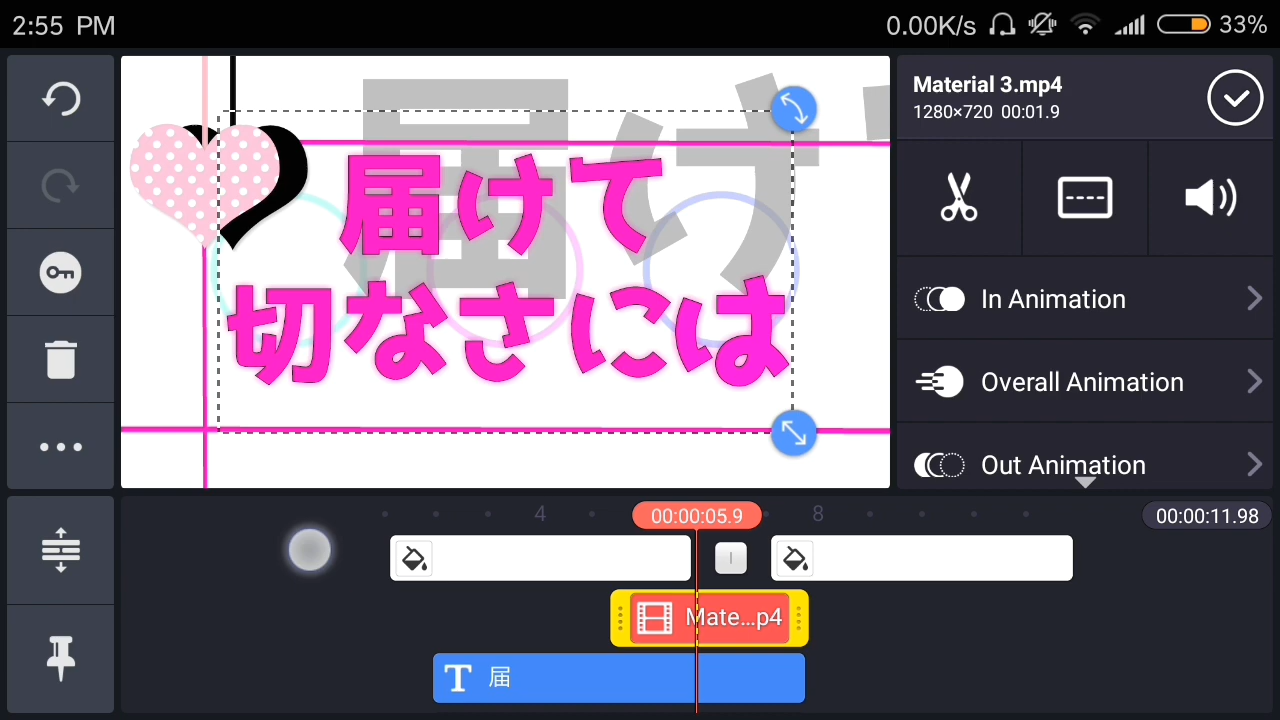 2:55 PM
0.00K/s
33%
Material 3.mp4
1280×720 00:01.9
届け
届けて
切なさには
In Animation
Overall Animation
Out Animation
4
00:00:05.9
8
00:00:11.98
Mate...p4
T 届